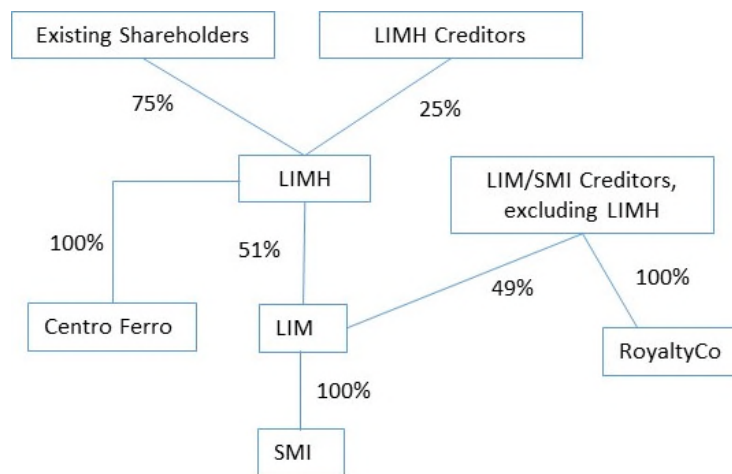 Existing Shareholders
LIMH Creditors
75%
25%
LIMH
LIM/SMI Creditors,
excluding LIMH
100%
51%
49%
100%
Centro Ferro
LIM
RoyaltyCo
100%
SMI